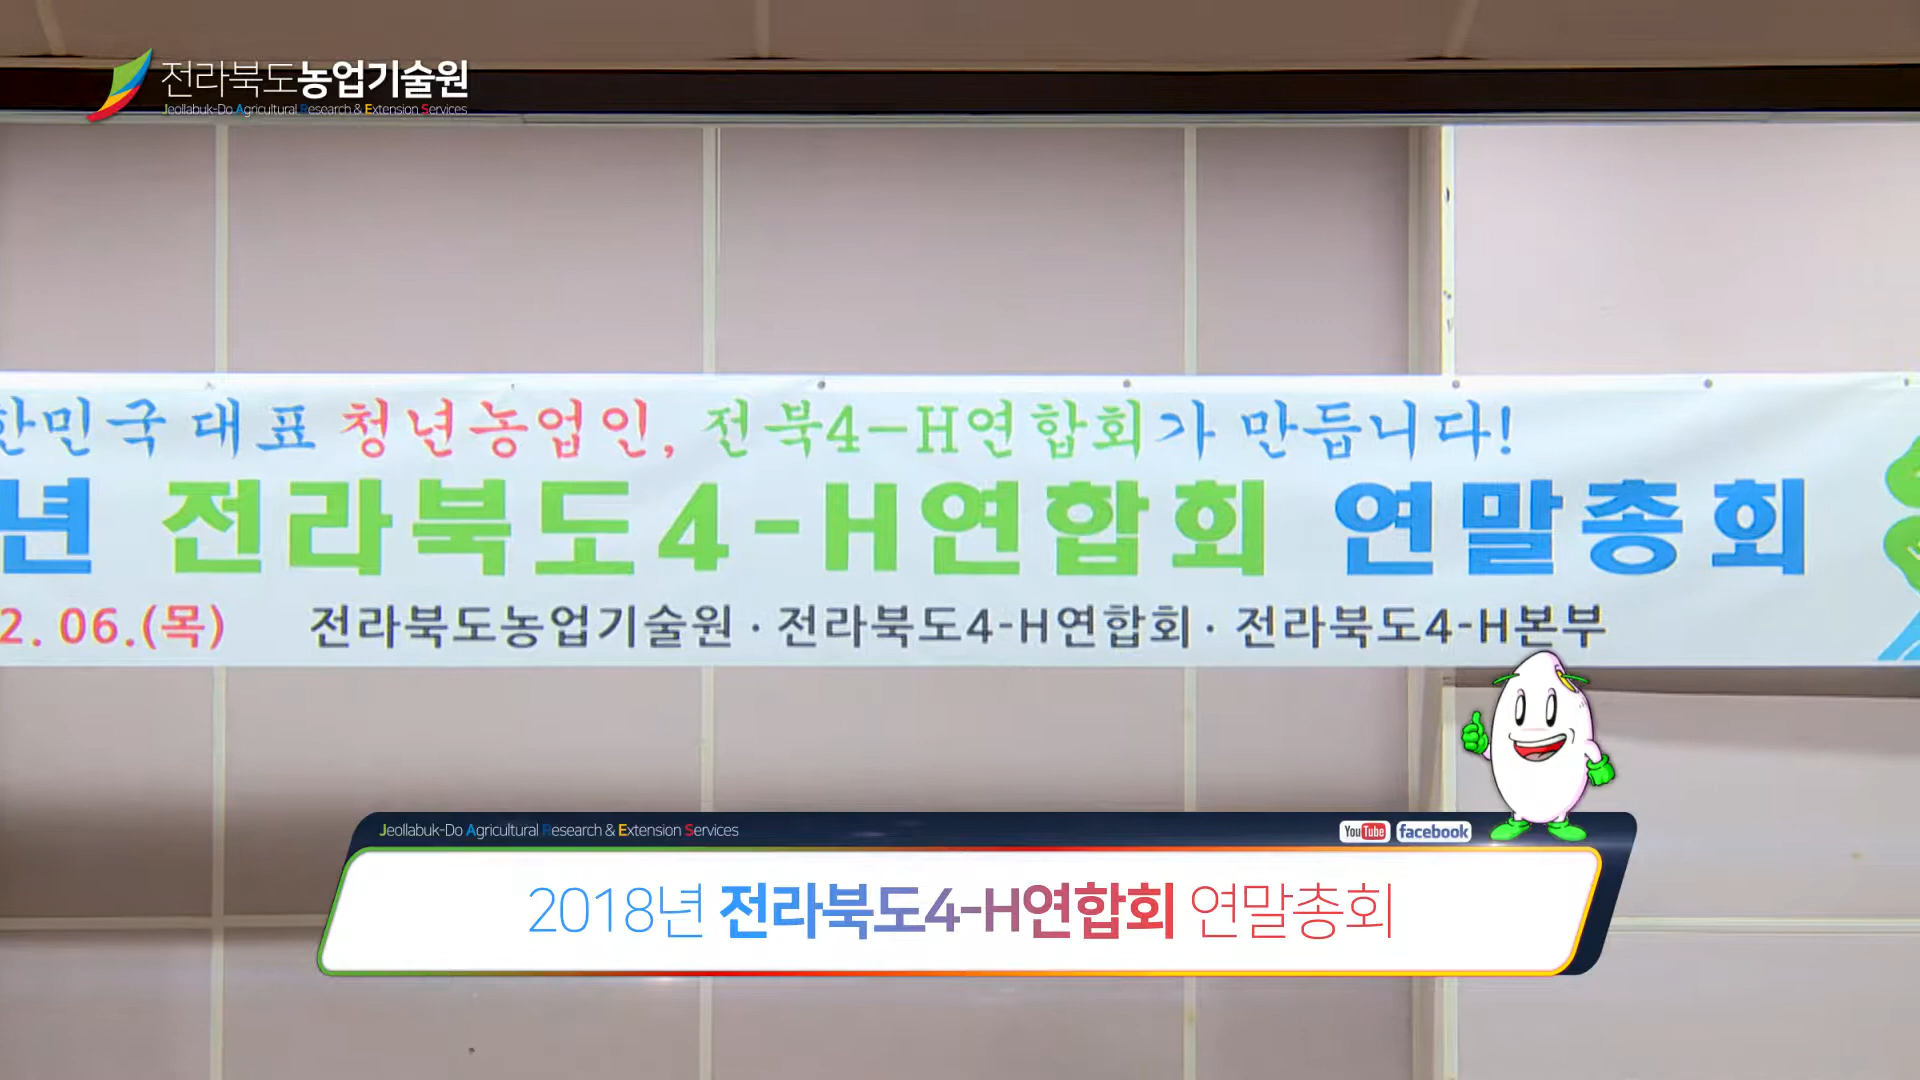 전라북도농업기술원
Jeollabuk-Do Agricultural Research & Extension Services
한민국 대표 청년농업인, 전북4-H연합회가 만듭니다!
년 전라북도4-H연합회 연말총회
2. 06.(목) 전라북도농업기술원 · 전라북도4-H연합회 · 전라북도4-H본부
Jeollabuk-Do Agricultural Research & Extension Services
YouTube facebook
2018년 전라북도4-H연합회 연말총회